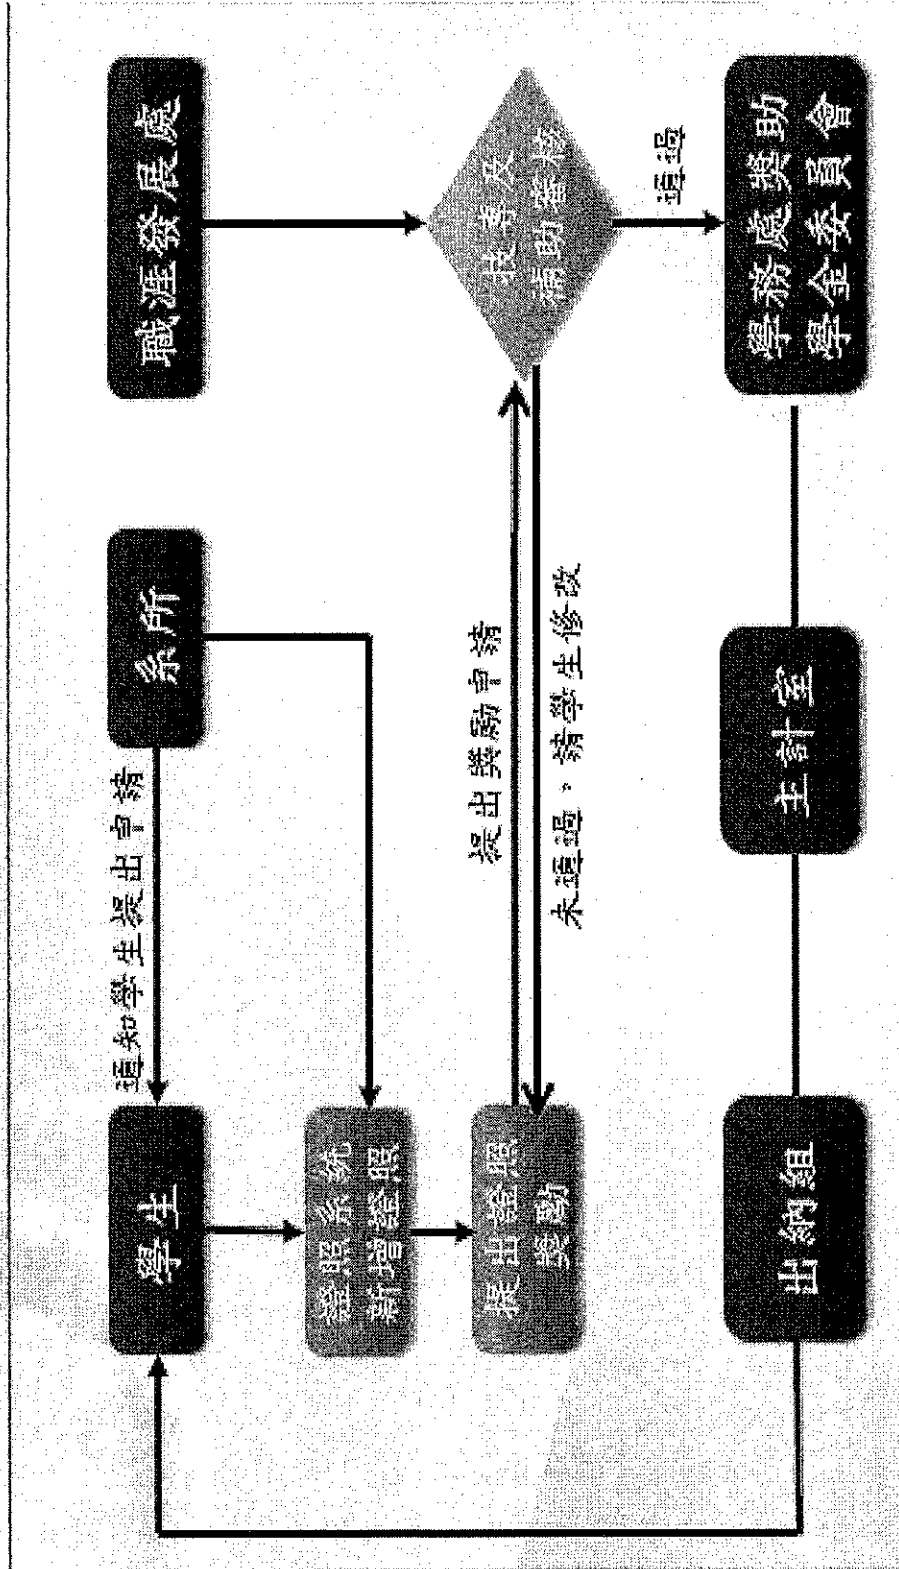 學生
通知學生提出申請
系所
職涯發展處
證照系統
新增證照
提出證照
獎勵
提出獎勵申請
未通過，請學生修改
補助審核
通過
出納組
主計室
學務處獎助
學金委員會